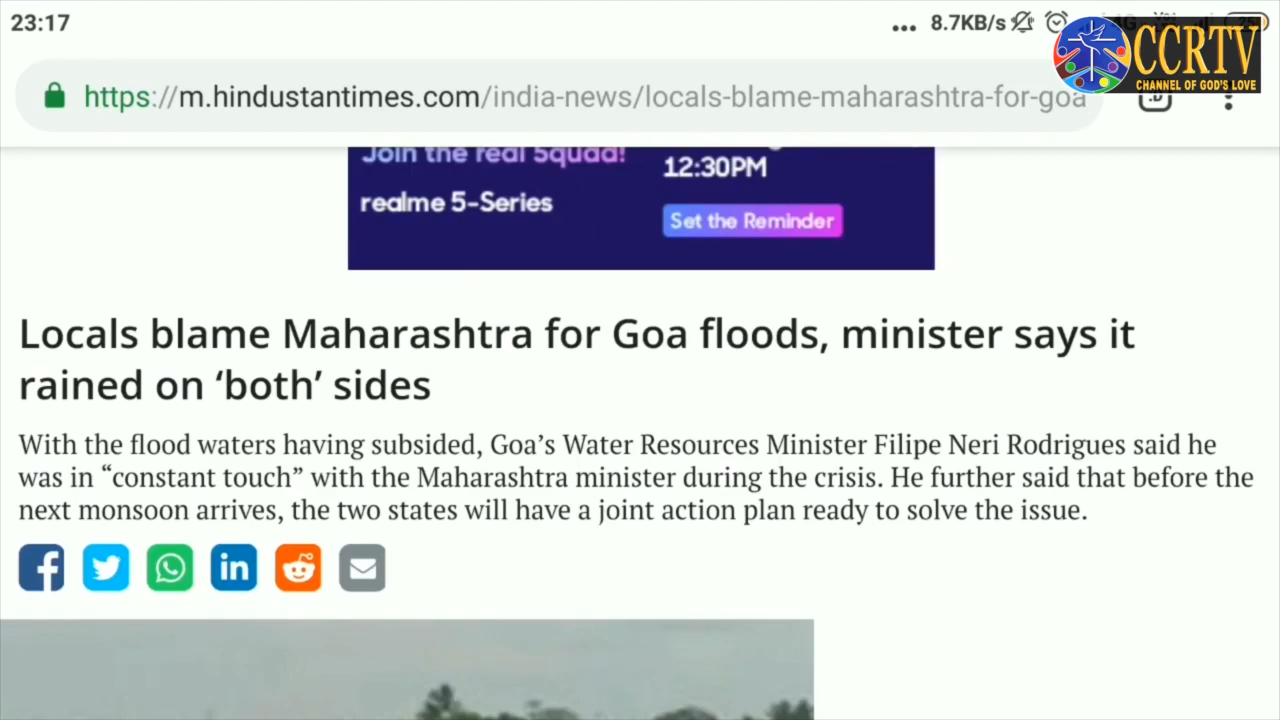 23:17
... 8.7KB/s
CCRTV
CHANNEL OF GOD'S LOVE
https://m.hindustantimes.com/india-news/locals-blame-maharashtra-for-goa
:D
Join the real Squad!
12:30PM
realme 5-Series
Set the Reminder
Locals blame Maharashtra for Goa floods, minister says it
rained on ‘both’ sides
With the flood waters having subsided, Goa’s Water Resources Minister Filipe Neri Rodrigues said he
was in “constant touch” with the Maharashtra minister during the crisis. He further said that before the
next monsoon arrives, the two states will have a joint action plan ready to solve the issue.
in